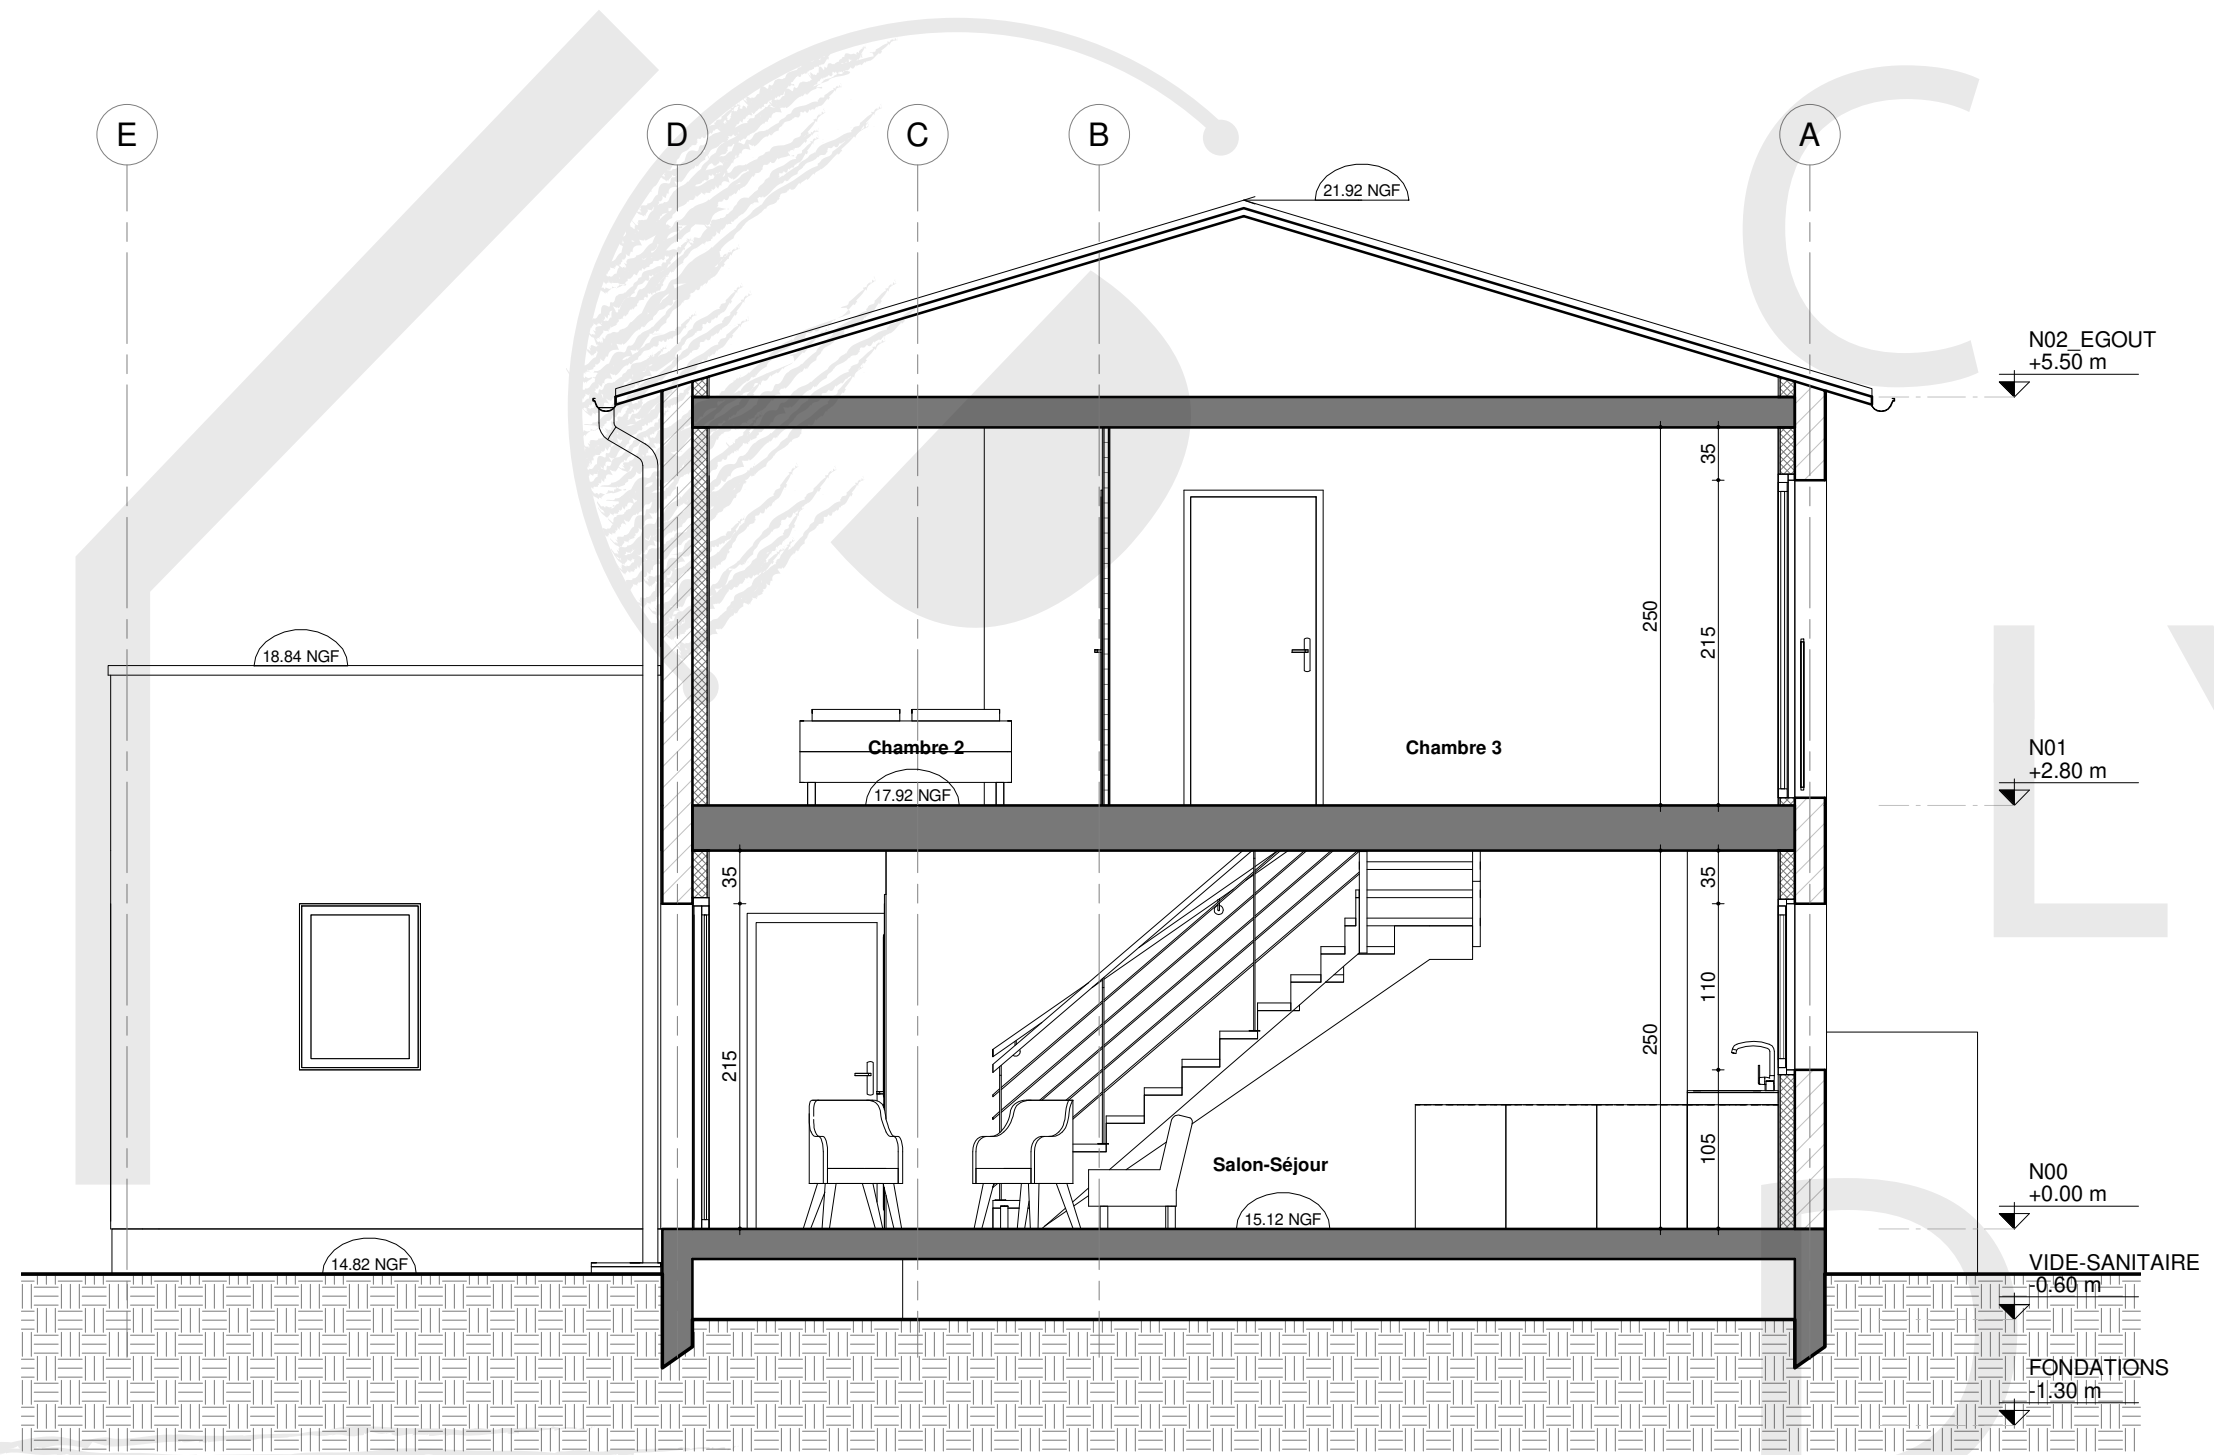 E
D
C
B
A
21.92 NGF
N02_EGOUT
+5.50 m
35
250
215
18.84 NGF
Chambre 2
Chambre 3
17.92 NGF
N01
+2.80 m
35
35
110
250
215
105
Salon-Séjour
15.12 NGF
N00
+0.00 m
14.82 NGF
VIDE-SANITAIRE
-0.60 m
FONDATIONS
-1.30 m
C
L
D